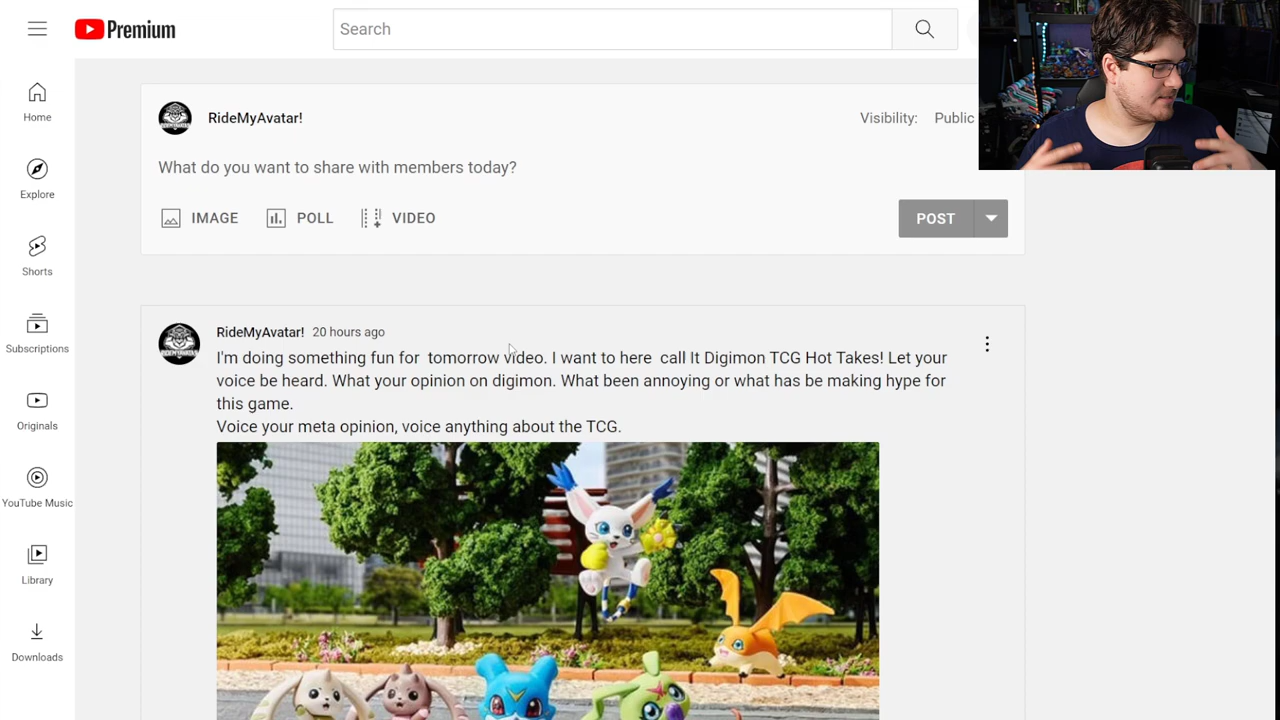 Premium
Search
Home
Explore
Shorts
Subscriptions
Originals
YouTube Music
Library
Downloads
RideMyAvatar!
Visibility: Public
What do you want to share with members today?
IMAGE POLL VIDEO
POST
RideMyAvatar! 20 hours ago
I'm doing something fun for tomorrow video. I want to here call It Digimon TCG Hot Takes! Let your
voice be heard. What your opinion on digimon. What been annoying or what has be making hype for
this game.
Voice your meta opinion, voice anything about the TCG.